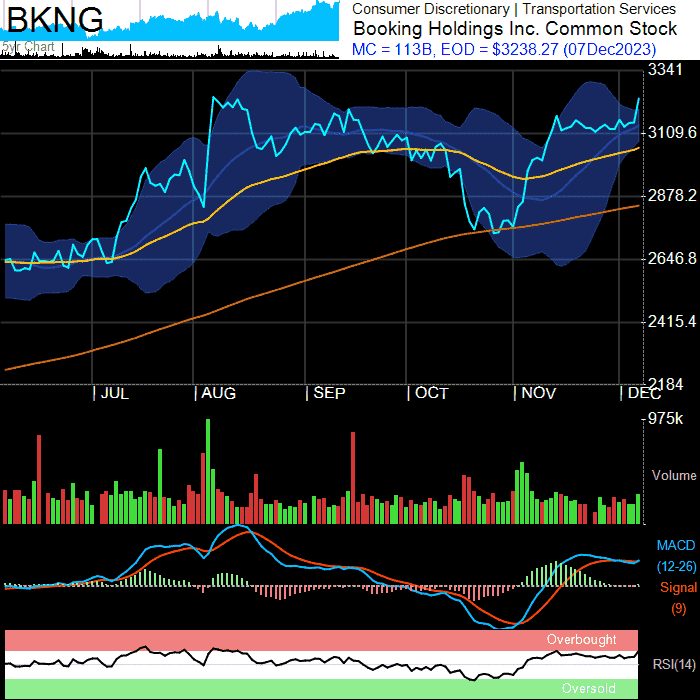 BKNG
5yr Chart
Consumer Discretionary | Transportation Services
Booking Holdings Inc. Common Stock
MC = 113B, EOD = $3238.27 (07Dec2023)
3341
3109.6
2878.2
2646.8
2415.4
2184
| JUL | AUG | SEP | OCT | NOV | DEC
975k
Volume
MACD
(12-26)
Signal
(9)
Overbought
RSI(14)
Oversold